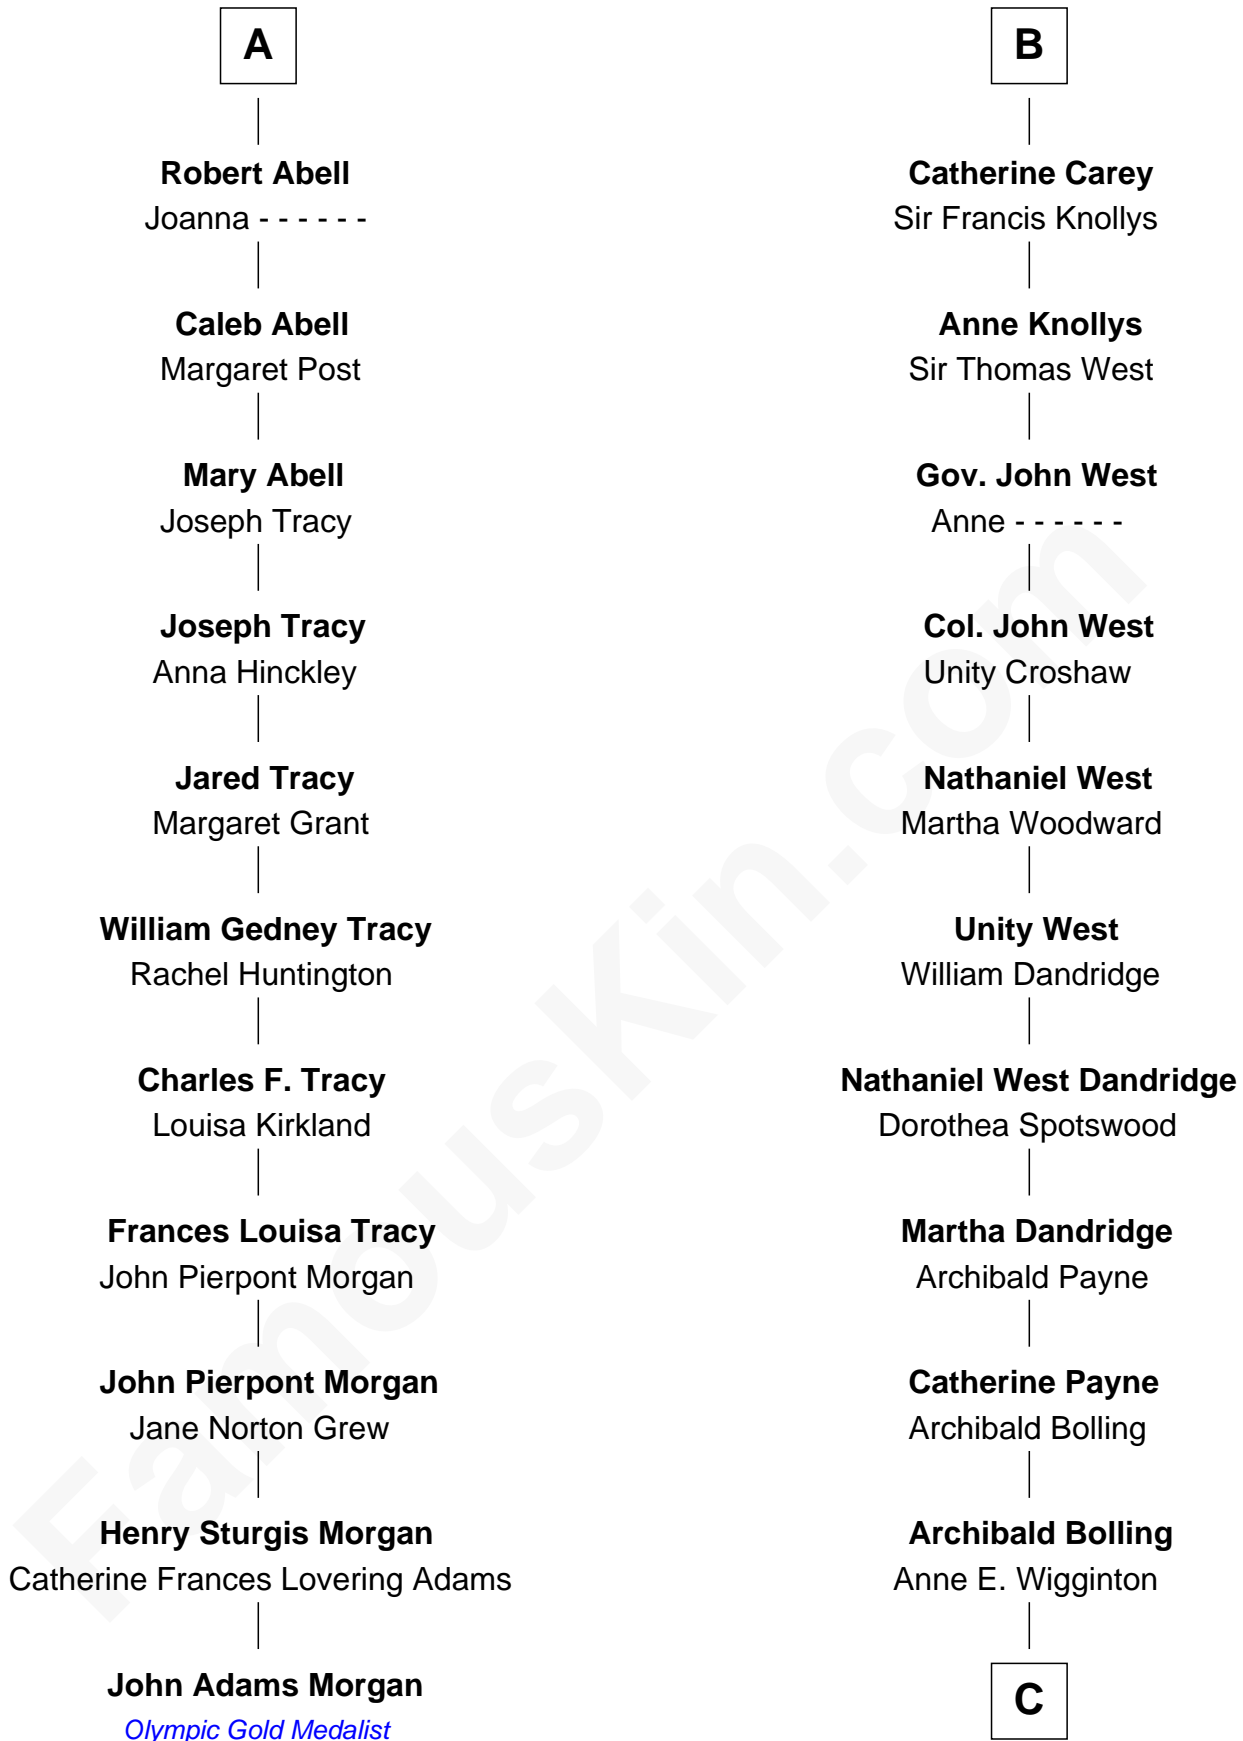 A
Robert Abell
Joanna - - - - - -
Caleb Abell
Margaret Post
Mary Abell
Joseph Tracy
Joseph Tracy
Anna Hinckley
Jared Tracy
Margaret Grant
William Gedney Tracy
Rachel Huntington
Charles F. Tracy
Louisa Kirkland
Frances Louisa Tracy
John Pierpont Morgan
John Pierpont Morgan
Jane Norton Grew
Henry Sturgis Morgan
Catherine Frances Lovering Adams
John Adams Morgan
Olympic Gold Medalist
B
Catherine Carey
Sir Francis Knollys
Anne Knollys
Sir Thomas West
Gov. John West
Anne - - - - - -
Col. John West
Unity Croshaw
Nathaniel West
Martha Woodward
Unity West
William Dandridge
Nathaniel West Dandridge
Dorothea Spotswood
Martha Dandridge
Archibald Payne
Catherine Payne
Archibald Bolling
Archibald Bolling
Anne E. Wigginton
C
FamousKin.com